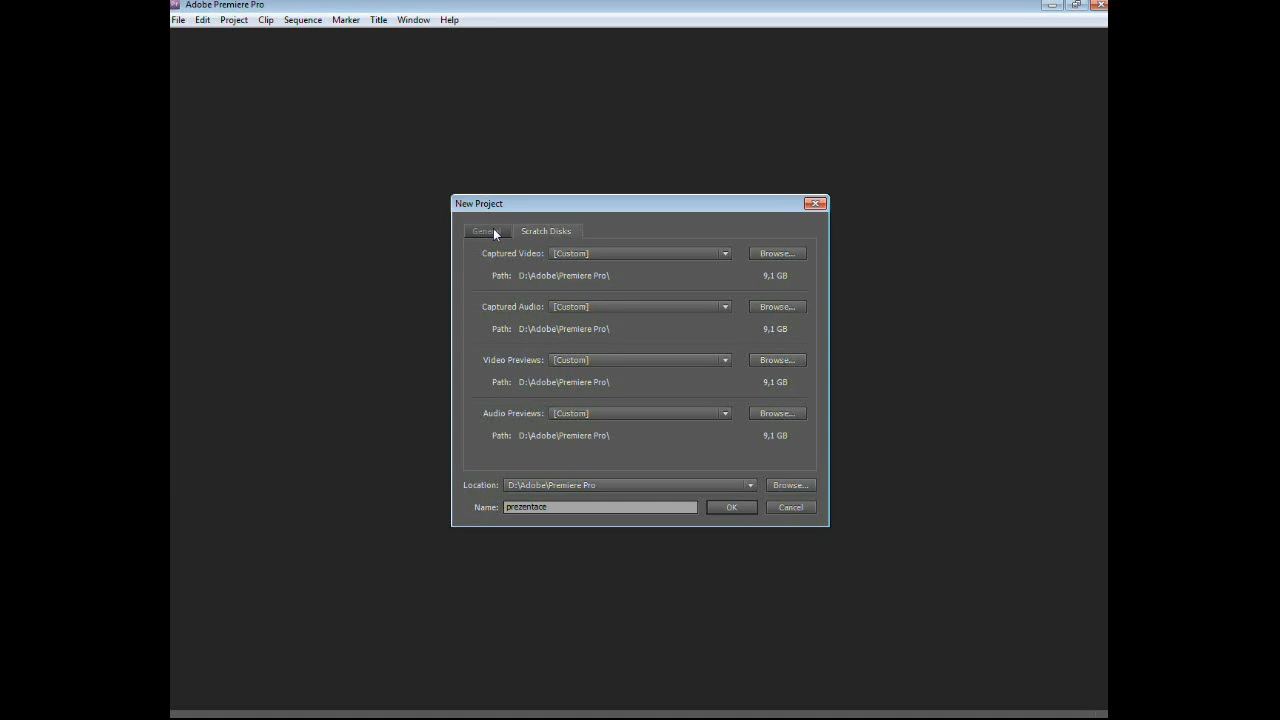 Adobe Premiere Pro
File Edit Project Clip Sequence Marker Title Window Help
New Project
General Scratch Disks
Captured Video: [Custom] Browse...
Path: D:\Adobe\Premiere Pro\ 9,1 GB
Captured Audio: [Custom] Browse...
Path: D:\Adobe\Premiere Pro\ 9,1 GB
Video Previews: [Custom] Browse...
Path: D:\Adobe\Premiere Pro\ 9,1 GB
Audio Previews: [Custom] Browse...
Path: D:\Adobe\Premiere Pro\ 9,1 GB
Location: D:\Adobe\Premiere Pro Browse...
Name: prezentace OK Cancel